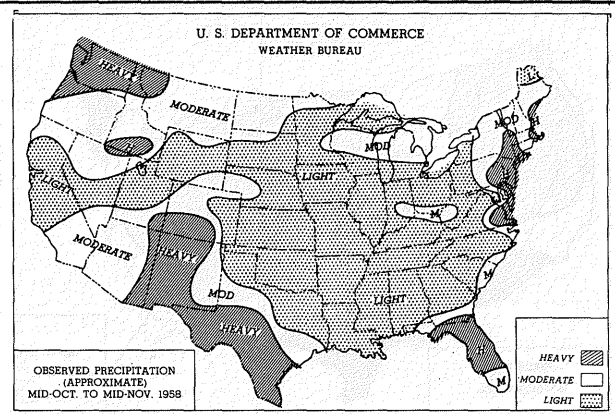 U. S. DEPARTMENT OF COMMERCE
WEATHER BUREAU
HEAVY
MODERATE
L
MOD
H
MOD
LIGHT
LIGHT
M
MODERATE
HEAVY
MOD
HEAVY
LIGHT
M
H
M
OBSERVED PRECIPITATION
(APPROXIMATE)
MID-OCT. TO MID-NOV. 1958
HEAVY
MODERATE
LIGHT